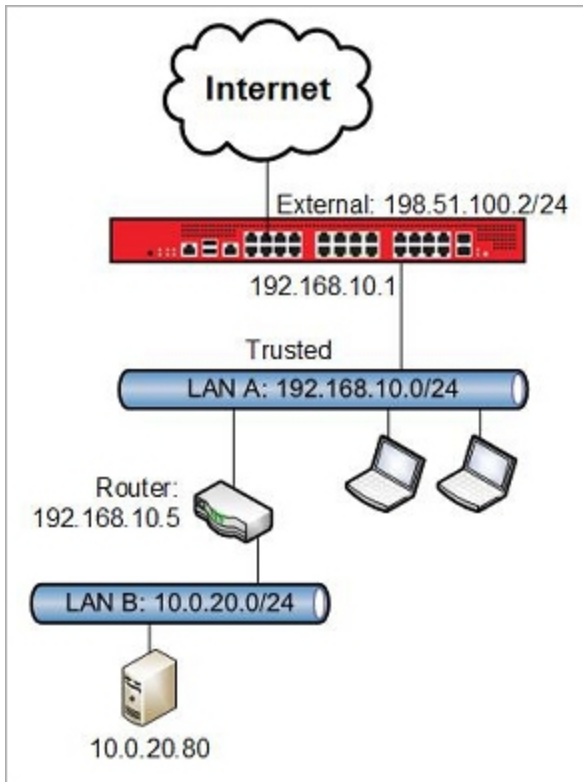 Internet
External: 198.51.100.2/24
192.168.10.1
Trusted
LAN A: 192.168.10.0/24
Router:
192.168.10.5
LAN B: 10.0.20.0/24
10.0.20.80